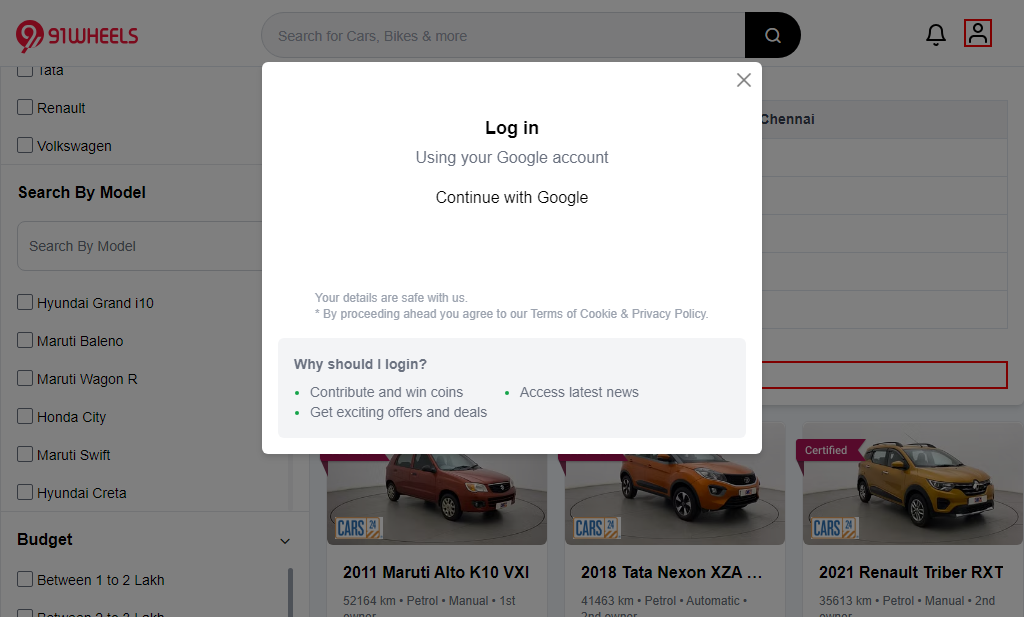 91WHEELS
Search for Cars, Bikes & more
Tata
Renault
Volkswagen
Search By Model
Search By Model
Hyundai Grand i10
Maruti Baleno
Maruti Wagon R
Honda City
Maruti Swift
Hyundai Creta
Budget
Between 1 to 2 Lakh
Between 2 to 3 Lakh
Chennai
Log in
Using your Google account
Continue with Google
Your details are safe with us.
* By proceeding ahead you agree to our Terms of Cookie & Privacy Policy.
Why should I login?
Contribute and win coins
Access latest news
Get exciting offers and deals
CARS 24
2011 Maruti Alto K10 VXI
52164 km • Petrol • Manual • 1st
owner
CARS 24
2018 Tata Nexon XZA ...
41463 km • Petrol • Automatic •
2nd owner
Certified
CARS 24
2021 Renault Triber RXT
35613 km • Petrol • Manual • 2nd
owner